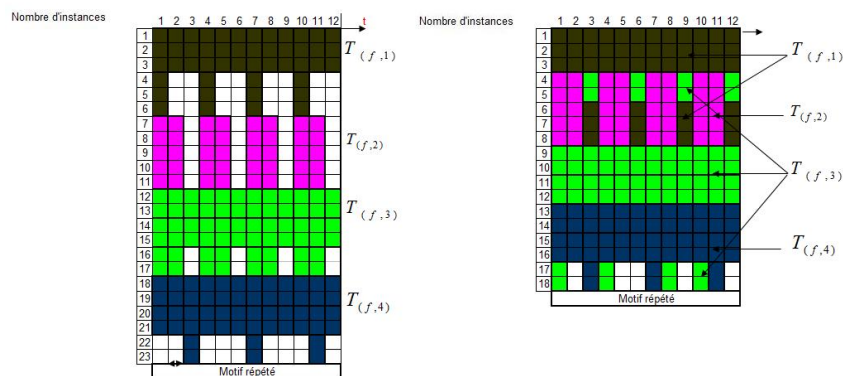 Nombre d'instances
1 2 3 4 5 6 7 8 9 10 11 12
t
1
2
3
4
5
6
7
8
9
10
11
12
13
14
15
16
17
18
19
20
21
22
23
T(f,1)
T(f,2)
T(f,3)
T(f,4)
Motif répété
Nombre d'instances
1 2 3 4 5 6 7 8 9 10 11 12
1
2
3
4
5
6
7
8
9
10
11
12
13
14
15
16
17
18
T(f,1)
T(f,2)
T(f,3)
T(f,4)
Motif répété